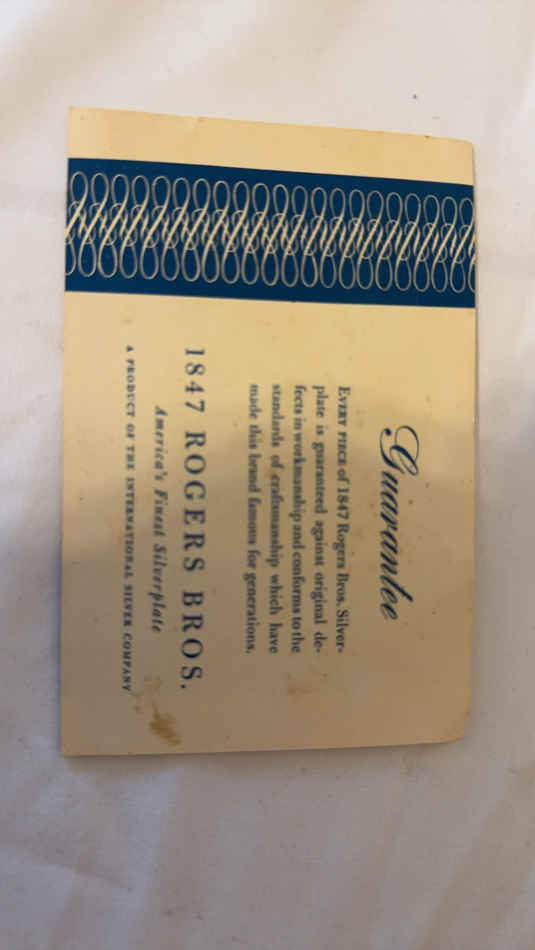 Guarantee
EVERY PIECE of 1847 Rogers Bros. Silver-
plate is guaranteed against original de-
fects in workmanship and conforms to the
standards of craftsmanship which have
made this brand famous for generations.
1847 ROGERS BROS.
America's Finest Silverplate
A PRODUCT OF THE INTERNATIONAL SILVER COMPANY